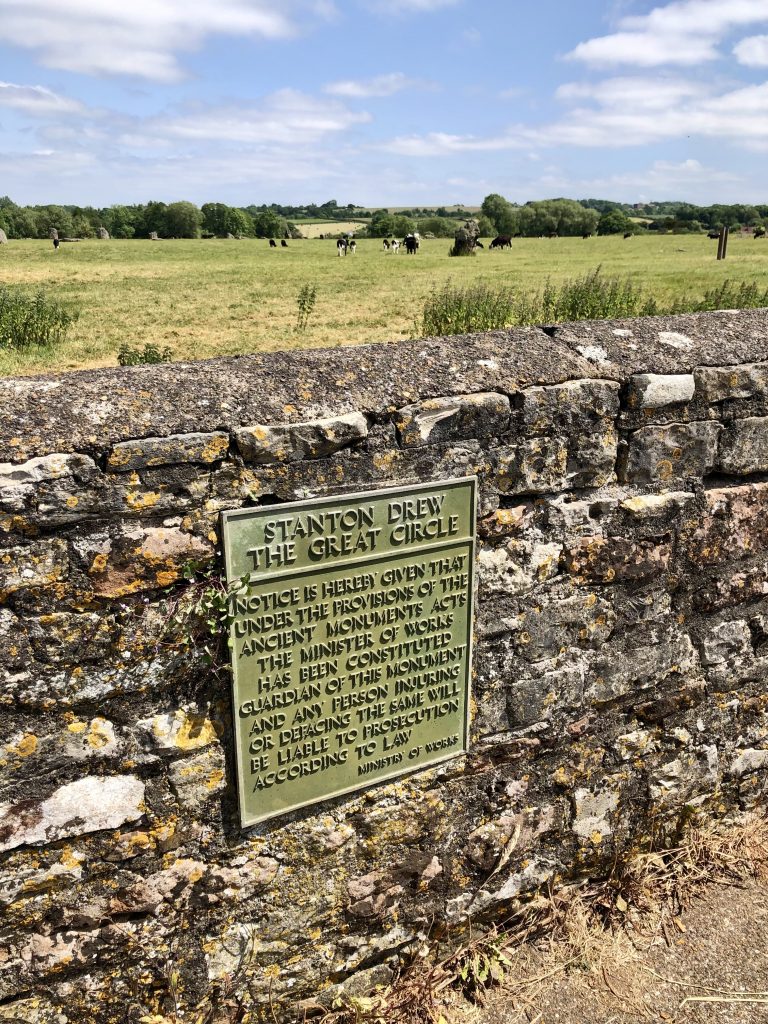 STANTON DREW
THE GREAT CIRCLE
NOTICE IS HEREBY GIVEN THAT
UNDER THE PROVISIONS OF THE
ANCIENT MONUMENTS ACTS
THE MINISTER OF WORKS
HAS BEEN CONSTITUTED
GUARDIAN OF THIS MONUMENT
AND ANY PERSON INJURING
OR DEFACING THE SAME WILL
BE LIABLE TO PROSECUTION
ACCORDING TO LAW
MINISTRY OF WORKS